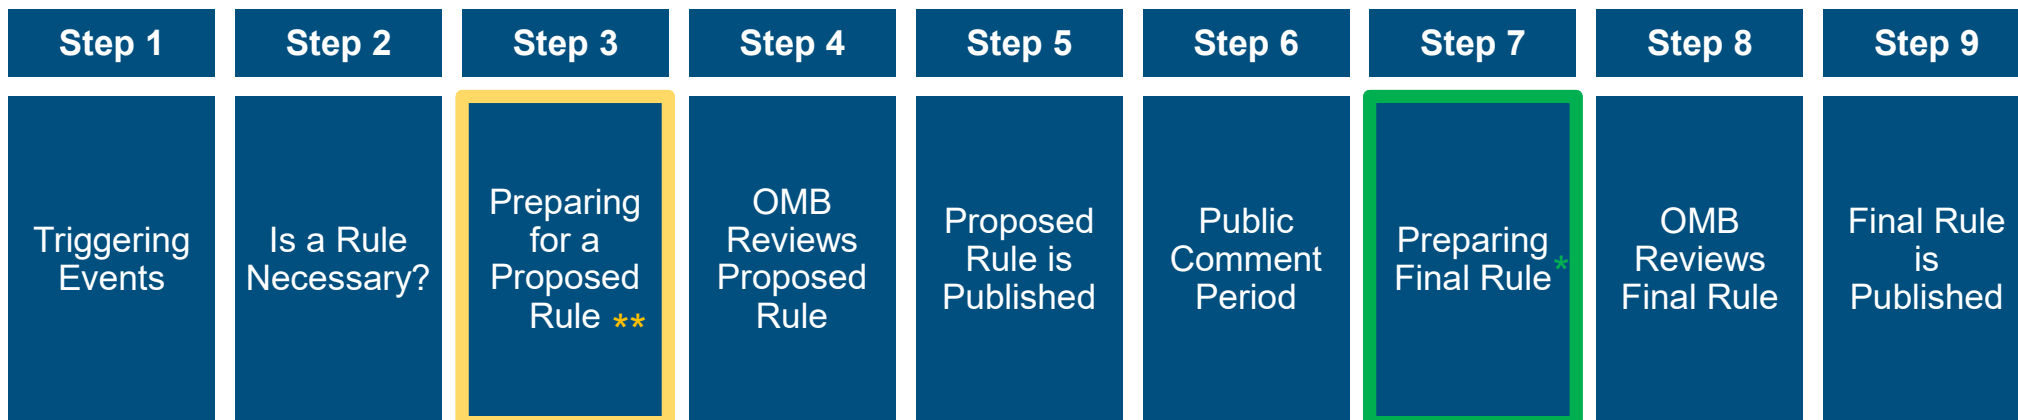 Step 1
Step 2
Step 3
Step 4
Step 5
Step 6
Step 7
Step 8
Step 9
Triggering
Events
Is a Rule
Necessary?
Preparing
for a
Proposed
Rule **
OMB
Reviews
Proposed
Rule
Proposed
Rule is
Published
Public
Comment
Period
Preparing
Final Rule*
OMB
Reviews
Final Rule
Final Rule
is
Published